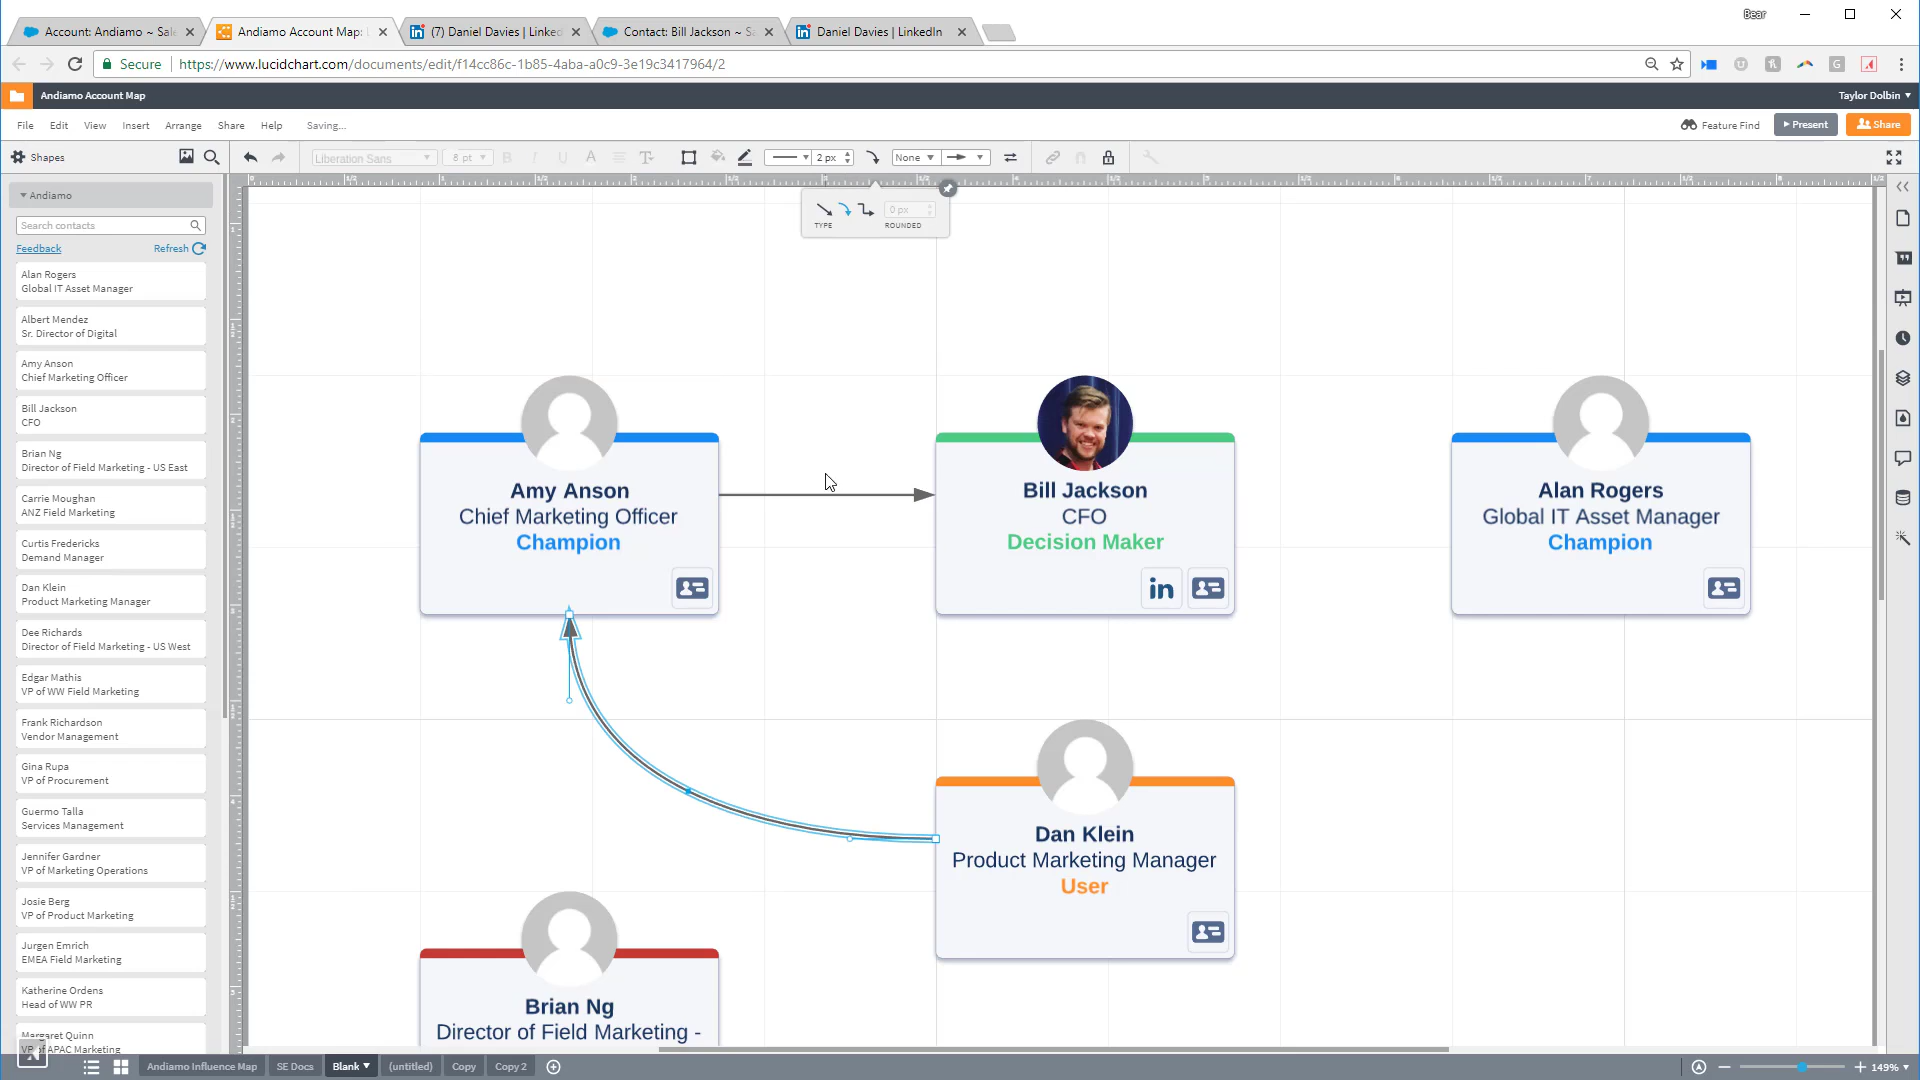 Bear
Account: Andiamo ~ Sale
Andiamo Account Map: L
(7) Daniel Davies | Linked
Contact: Bill Jackson ~ Sa
Daniel Davies | LinkedIn
Secure
https://www.lucidchart.com/documents/edit/f14cc86c-1b85-4aba-a0c9-3e19c3417964/2
Andiamo Account Map
Taylor Dolbin
File Edit View Insert Arrange Share Help Saving...
Feature Find
Present
Share
Shapes
Liberation Sans
8 pt
B I U A
2 px
None
Andiamo
0 px
TYPE
ROUNDED
Search contacts
Feedback
Refresh
Alan Rogers
Global IT Asset Manager
Albert Mendez
Sr. Director of Digital
Amy Anson
Chief Marketing Officer
Bill Jackson
CFO
Brian Ng
Director of Field Marketing - US East
Carrie Moughan
ANZ Field Marketing
Curtis Fredericks
Demand Manager
Dan Klein
Product Marketing Manager
Dee Richards
Director of Field Marketing - US West
Edgar Mathis
VP of WW Field Marketing
Frank Richardson
Vendor Management
Gina Rupa
VP of Procurement
Guermo Talla
Services Management
Jennifer Gardner
VP of Marketing Operations
Josie Berg
VP of Product Marketing
Jurgen Emrich
EMEA Field Marketing
Katherine Ordens
Head of WW PR
Margaret Quinn
VP of APAC Marketing
Amy Anson
Chief Marketing Officer
Champion
Bill Jackson
CFO
Decision Maker
in
Alan Rogers
Global IT Asset Manager
Champion
Dan Klein
Product Marketing Manager
User
Brian Ng
Director of Field Marketing -
Andiamo Influence Map
SE Docs
Blank
(untitled)
Copy
Copy 2
149%